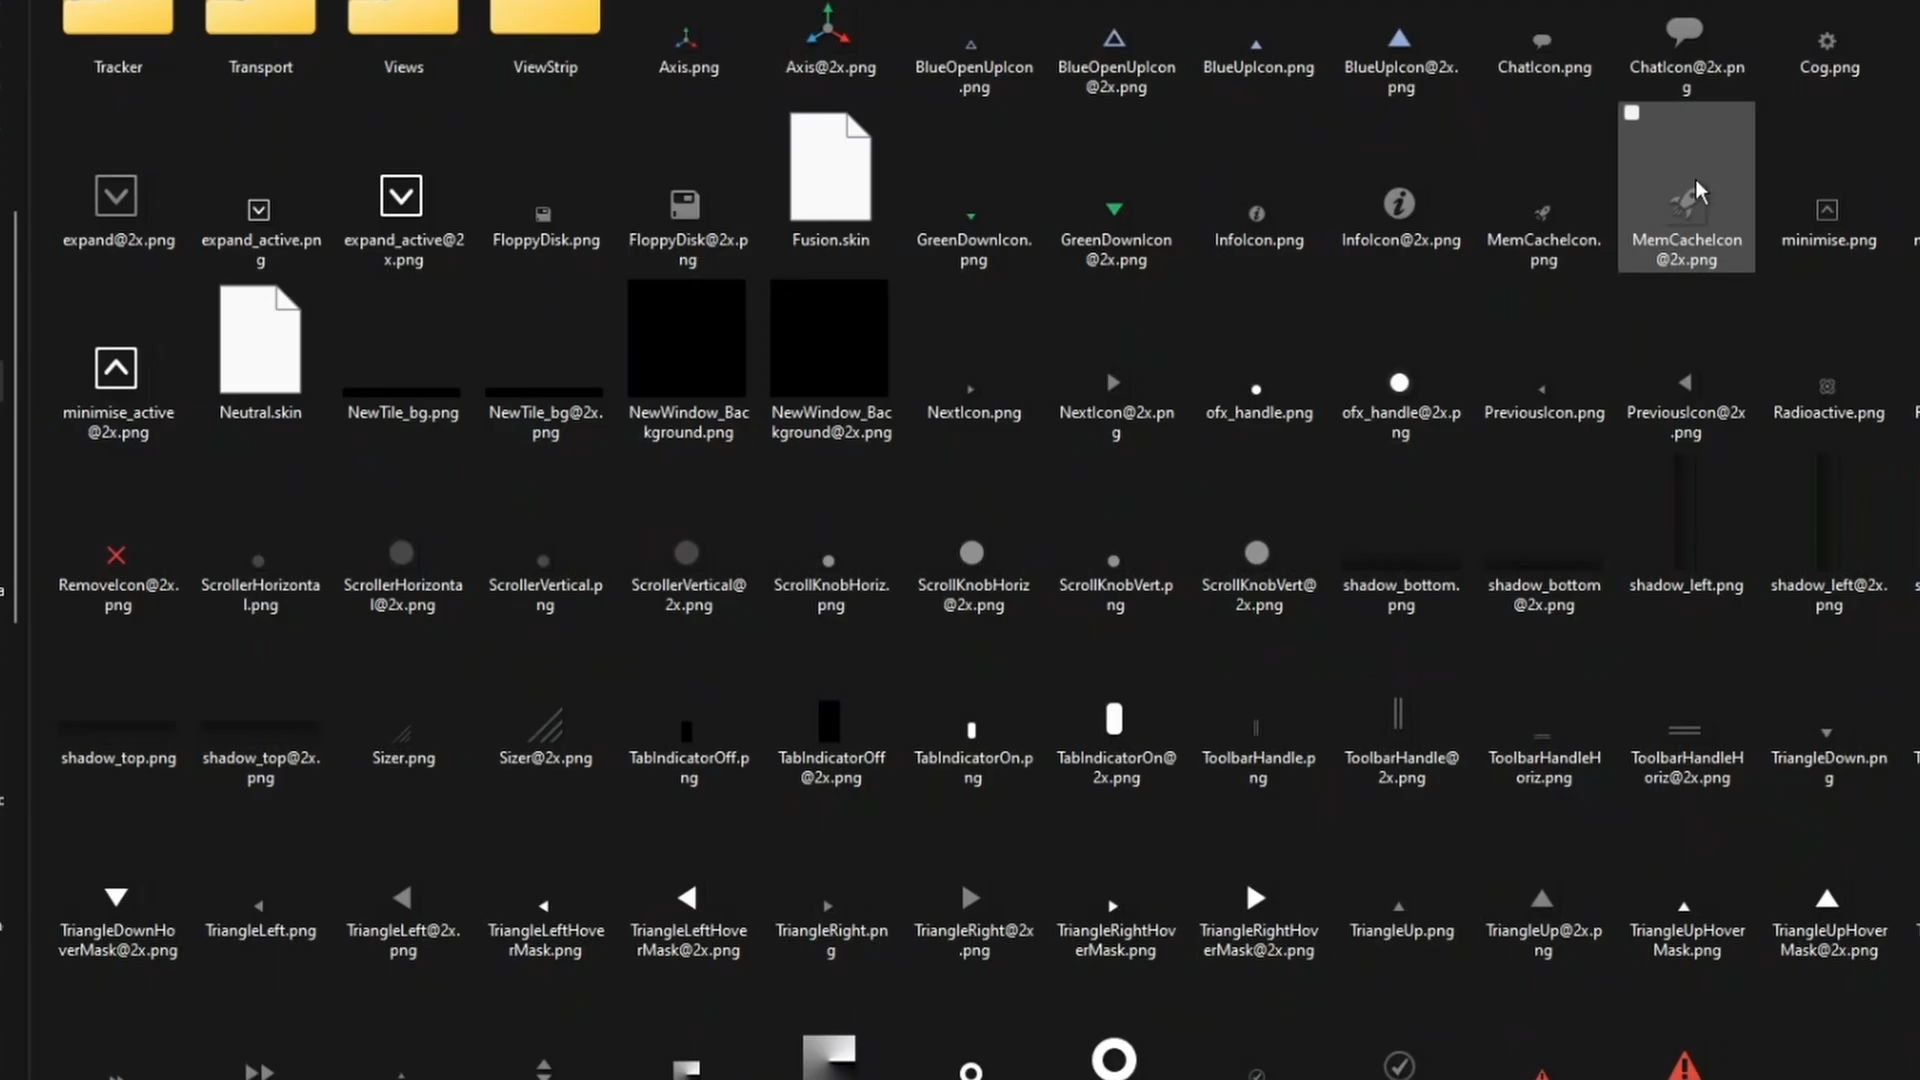 Tracker
Transport
Views
ViewStrip
Axis.png
Axis@2x.png
BlueOpenUpIcon
.png
BlueOpenUpIcon
@2x.png
BlueUpIcon.png
BlueUpIcon@2x.
png
ChatIcon.png
ChatIcon@2x.pn
g
Cog.png
expand@2x.png
expand_active.pn
g
expand_active@2
x.png
FloppyDisk.png
FloppyDisk@2x.p
ng
Fusion.skin
GreenDownIcon.
png
GreenDownIcon
@2x.png
InfoIcon.png
InfoIcon@2x.png
MemCacheIcon.
png
MemCacheIcon
@2x.png
minimise.png
minimise_active
@2x.png
Neutral.skin
NewTile_bg.png
NewTile_bg@2x.
png
NewWindow_Bac
kground.png
NewWindow_Bac
kground@2x.png
NextIcon.png
NextIcon@2x.pn
g
ofx_handle.png
ofx_handle@2x.p
ng
PreviousIcon.png
PreviousIcon@2x
.png
Radioactive.png
RemoveIcon@2x.
png
ScrollerHorizonta
l.png
ScrollerHorizonta
l@2x.png
ScrollerVertical.p
ng
ScrollerVertical@
2x.png
ScrollKnobHoriz.
png
ScrollKnobHoriz
@2x.png
ScrollKnobVert.p
ng
ScrollKnobVert@
2x.png
shadow_bottom.
png
shadow_bottom
@2x.png
shadow_left.png
shadow_left@2x.
png
shadow_top.png
shadow_top@2x.
png
Sizer.png
Sizer@2x.png
TabIndicatorOff.p
ng
TabIndicatorOff
@2x.png
TabIndicatorOn.p
ng
TabIndicatorOn@
2x.png
ToolbarHandle.p
ng
ToolbarHandle@
2x.png
ToolbarHandleH
oriz.png
ToolbarHandleH
oriz@2x.png
TriangleDown.pn
g
TriangleDownHo
verMask@2x.png
TriangleLeft.png
TriangleLeft@2x.
png
TriangleLeftHove
rMask.png
TriangleLeftHove
rMask@2x.png
TriangleRight.pn
g
TriangleRight@2x
.png
TriangleRightHov
erMask.png
TriangleRightHov
erMask@2x.png
TriangleUp.png
TriangleUp@2x.p
ng
TriangleUpHover
Mask.png
TriangleUpHover
Mask@2x.png